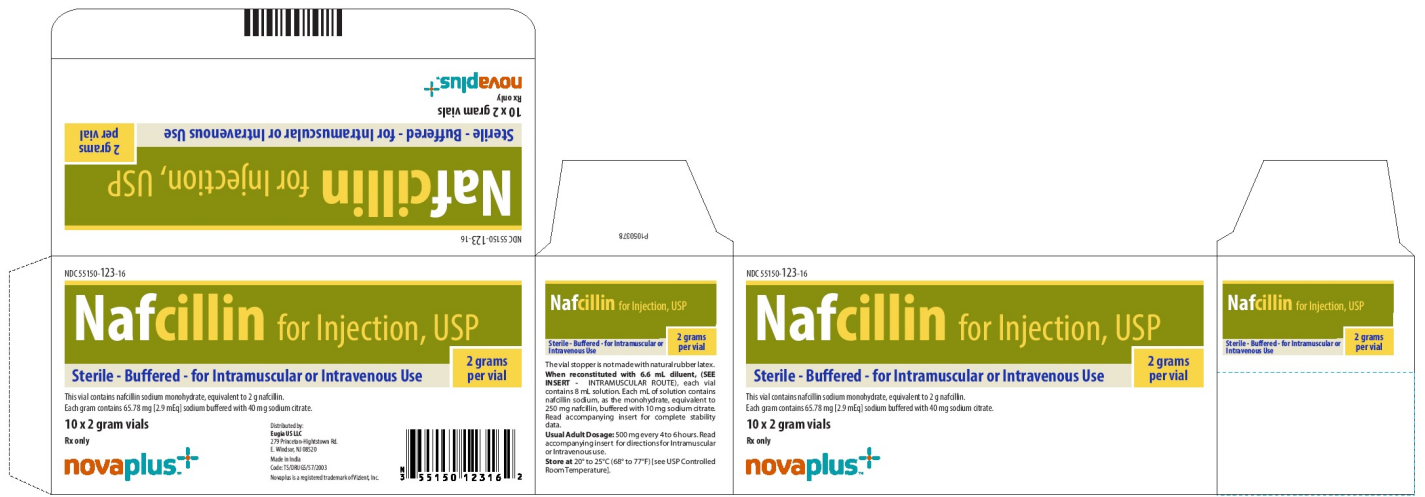 novaplus
Rx only
10 x 2 gram vials
Sterile - Buffered - for Intramuscular or Intravenous Use
2 grams
per vial
Nafcillin for Injection, USP
NDC 55150-123-16
P1050378
NDC 55150-123-16
Nafcillin for Injection, USP
2 grams
per vial
Sterile - Buffered - for Intramuscular or Intravenous Use
This vial contains nafcillin sodium monohydrate, equivalent to 2 g nafcillin.
Each gram contains 65.78 mg [2.9 mEq] sodium buffered with 40 mg sodium citrate.
10 x 2 gram vials
Rx only
novaplus™
Distributed by:
Eugia US LLC
279 Princeton-Hightstown Rd.
E. Windsor, NJ 08520
Made in India
Code: TS/DRUGS/57/2003
Novaplus is a registered trademark of Vizient, Inc.
N
3 55150 12316 2
Nafcillin for Injection, USP
2 grams
per vial
Sterile - Buffered - for Intramuscular or
Intravenous Use
The vial stopper is not made with natural rubber latex.
When reconstituted with 6.6 mL diluent, (SEE
INSERT - INTRAMUSCULAR ROUTE), each vial
contains 8 mL solution. Each mL of solution contains
nafcillin sodium, as the monohydrate, equivalent to
250 mg nafcillin, buffered with 10 mg sodium citrate.
Read accompanying insert for complete stability
data.
Usual Adult Dosage: 500 mg every 4 to 6 hours. Read
accompanying insert for directions for Intramuscular
or Intravenous use.
Store at 20° to 25°C (68° to 77°F) [see USP Controlled
Room Temperature].
NDC 55150-123-16
Nafcillin for Injection, USP
2 grams
per vial
Sterile - Buffered - for Intramuscular or Intravenous Use
This vial contains nafcillin sodium monohydrate, equivalent to 2 g nafcillin.
Each gram contains 65.78 mg [2.9 mEq] sodium buffered with 40 mg sodium citrate.
10 x 2 gram vials
Rx only
novaplus™
Nafcillin for Injection, USP
2 grams
per vial
Sterile - Buffered - for Intramuscular or
Intravenous Use